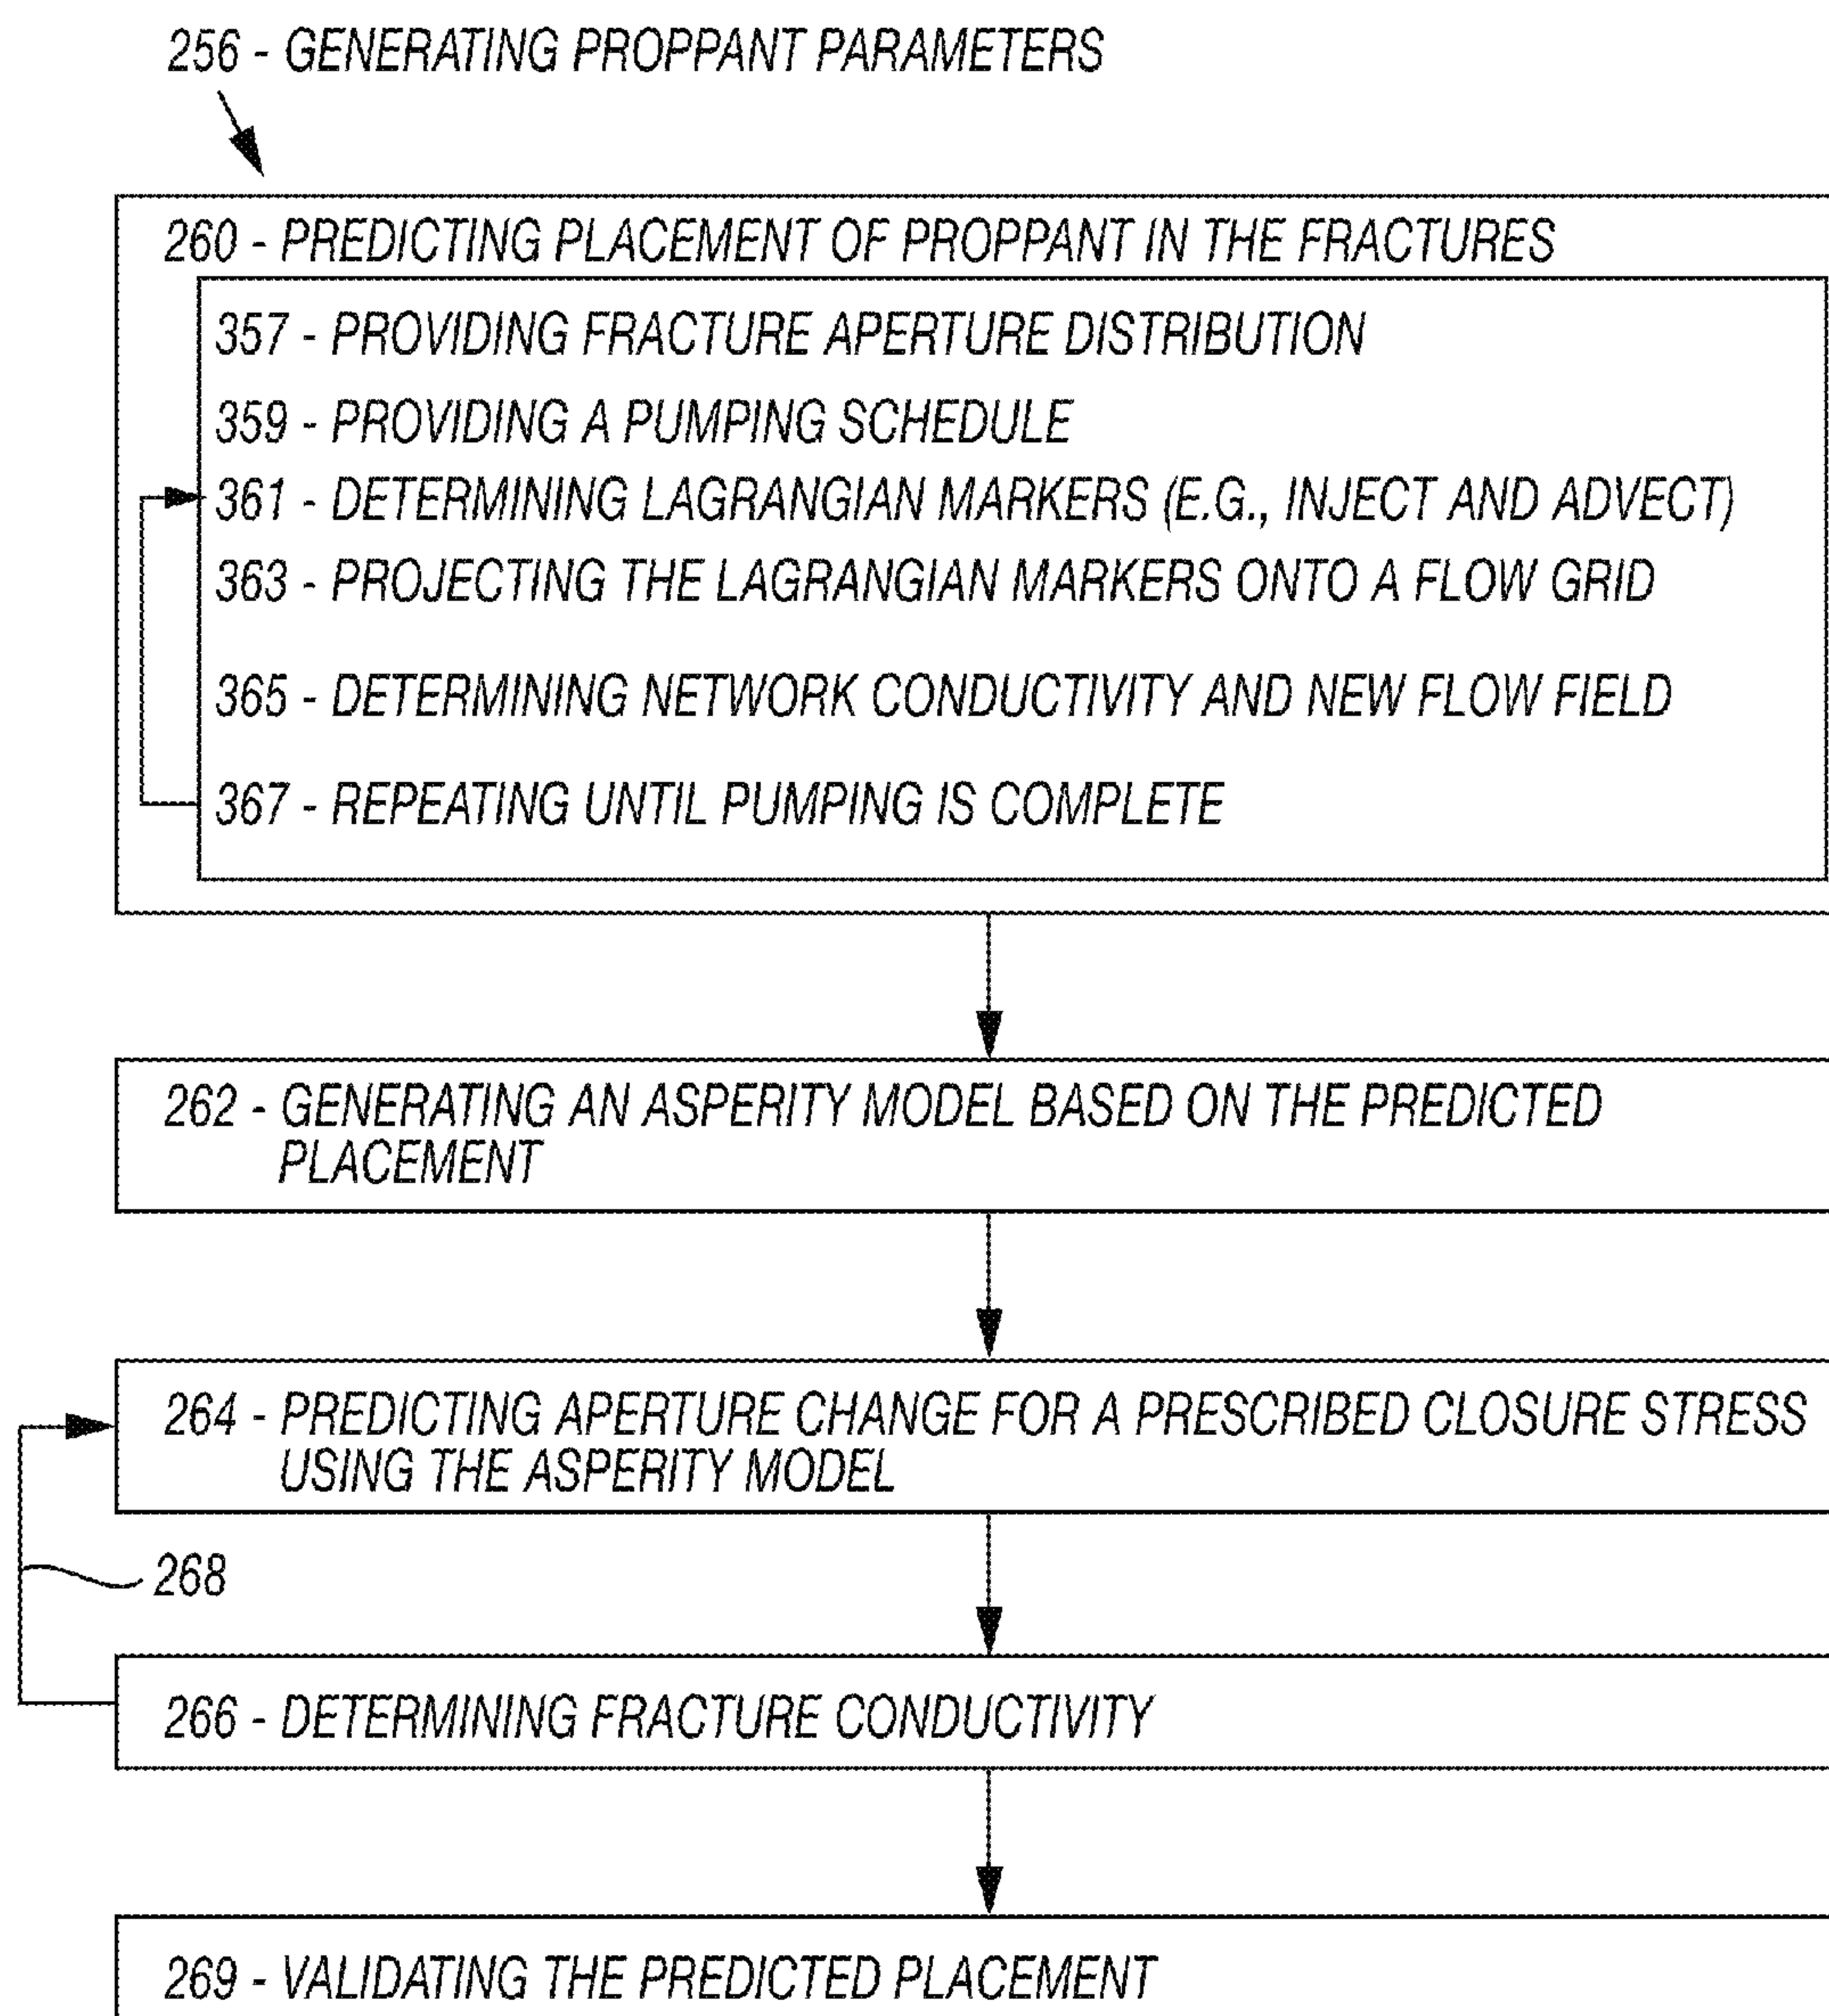 256 - GENERATING PROPPANT PARAMETERS
260 - PREDICTING PLACEMENT OF PROPPANT IN THE FRACTURES
357 - PROVIDING FRACTURE APERTURE DISTRIBUTION
359 - PROVIDING A PUMPING SCHEDULE
361 - DETERMINING LAGRANGIAN MARKERS (E.G., INJECT AND ADVECT)
363 - PROJECTING THE LAGRANGIAN MARKERS ONTO A FLOW GRID
365 - DETERMINING NETWORK CONDUCTIVITY AND NEW FLOW FIELD
367 - REPEATING UNTIL PUMPING IS COMPLETE
262 - GENERATING AN ASPERITY MODEL BASED ON THE PREDICTED
PLACEMENT
264 - PREDICTING APERTURE CHANGE FOR A PRESCRIBED CLOSURE STRESS
USING THE ASPERITY MODEL
268
266 - DETERMINING FRACTURE CONDUCTIVITY
269 - VALIDATING THE PREDICTED PLACEMENT